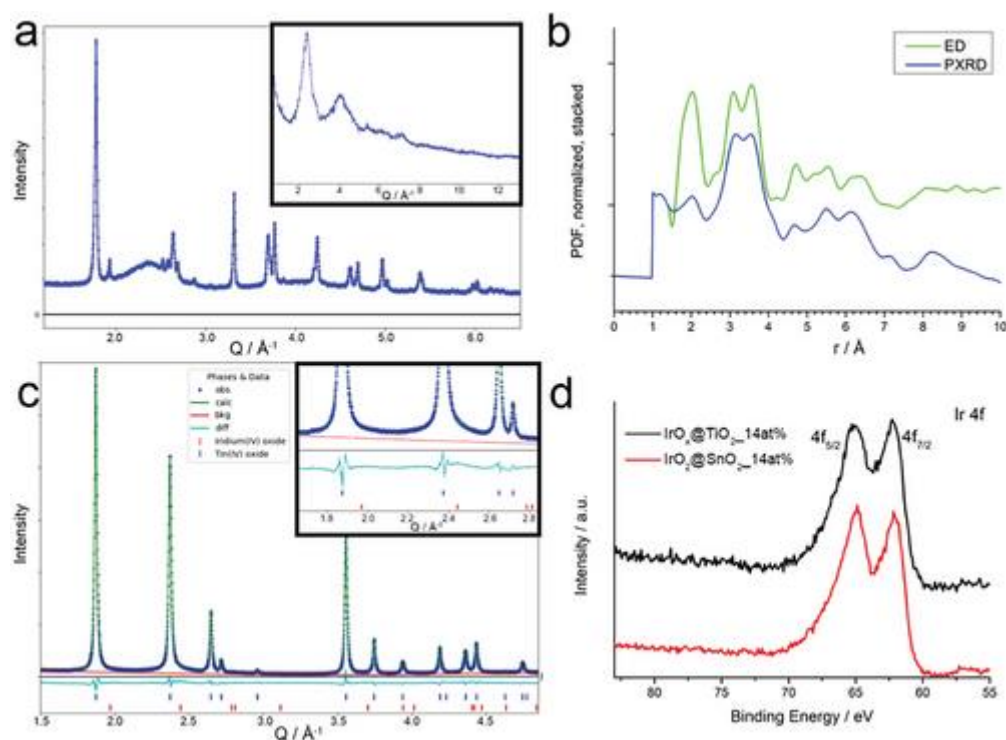 a
Intensity
0
2.0 3.0 4.0 5.0 6.0
Q / Å⁻¹
2 4 6 8 10 12
Q / Å⁻¹
b
ED
PXRD
PDF, normalized, stacked
0 1 2 3 4 5 6 7 8 9 10
r / Å
c
Phases & Data
obs
calc
bkg
diff
Iridium(IV) oxide
Tin(IV) oxide
Intensity
1.5 2.0 2.5 3.0 3.5 4.0 4.5
Q / Å⁻¹
1.8 2.0 2.2 2.4 2.6 2.8
Q / Å⁻¹
d
Ir 4f
IrOₓ@TiO₂_14at%
IrO₂@SnO₂_14at%
4f₅/₂
4f₇/₂
Intensity / a.u.
80 75 70 65 60 55
Binding Energy / eV